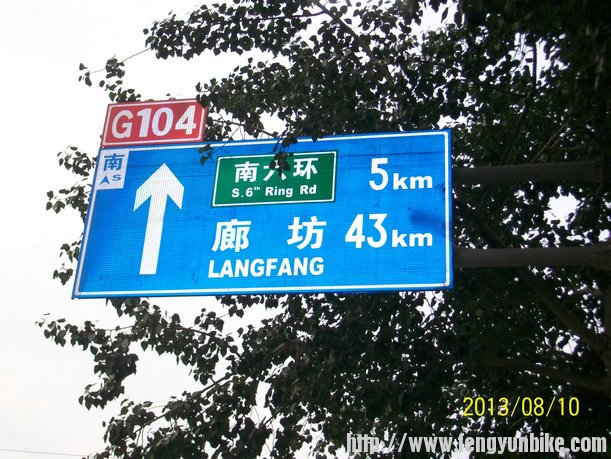 G104
南
S
南六环 5km
S.6th Ring Rd
廊坊 43km
LANGFANG
2013/08/10
http://www.fengyunbike.com